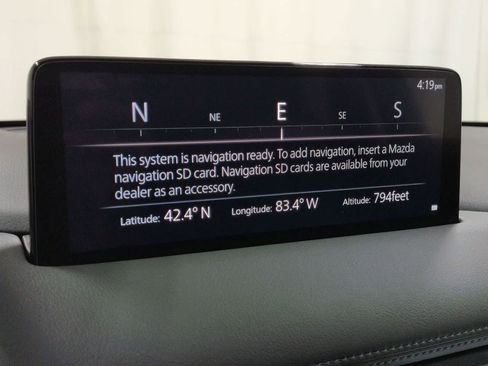 4:19pm
N NE E SE S
This system is navigation ready. To add navigation, insert a Mazda
navigation SD card. Navigation SD cards are available from your
dealer as an accessory.
Latitude: 42.4° N Longitude: 83.4° W Altitude: 794feet